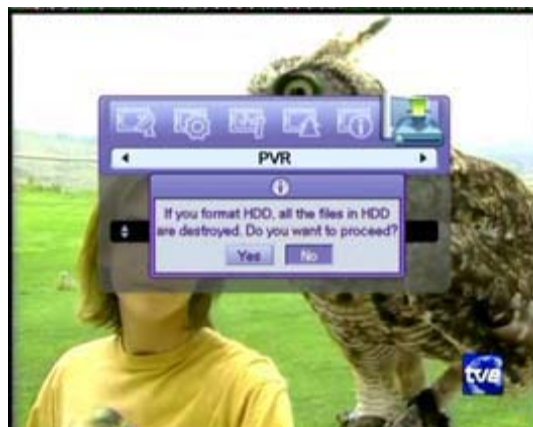 PVR
If you format HDD, all the files in HDD
are destroyed. Do you want to proceed?
Yes No
tve